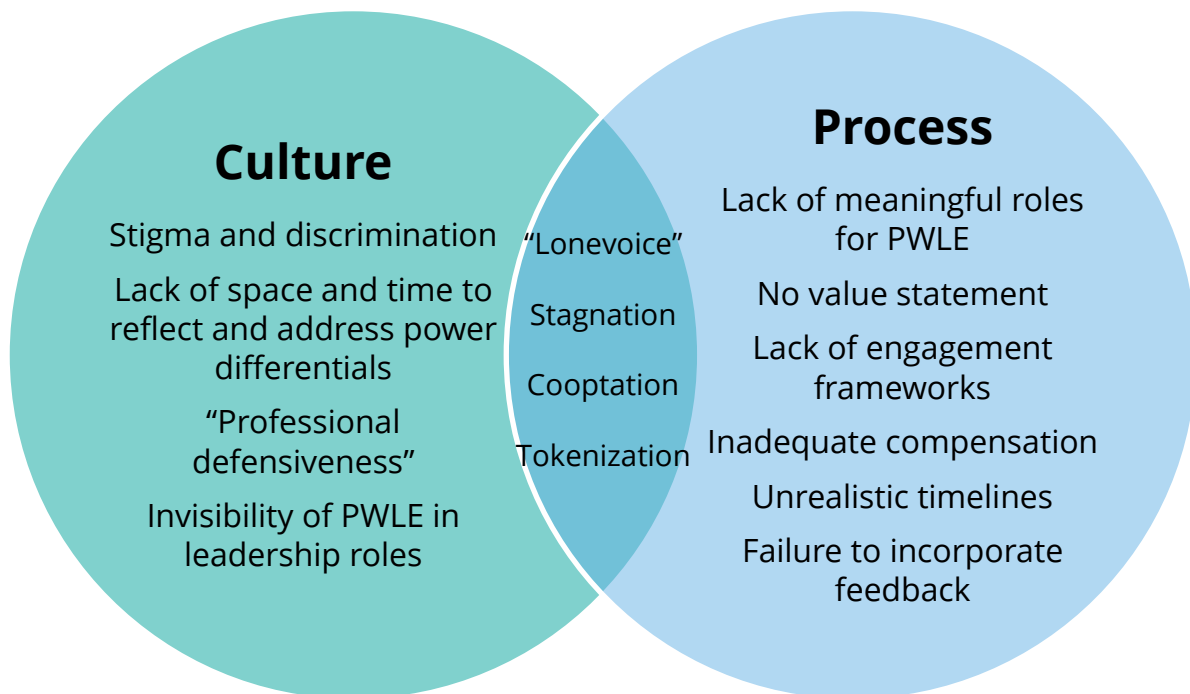 Culture
Stigma and discrimination
Lack of space and time to
reflect and address power
differentials
“Professional
defensiveness”
Invisibility of PWLE in
leadership roles
“Lonevoice”
Stagnation
Cooptation
Tokenization
Process
Lack of meaningful roles
for PWLE
No value statement
Lack of engagement
frameworks
Inadequate compensation
Unrealistic timelines
Failure to incorporate
feedback